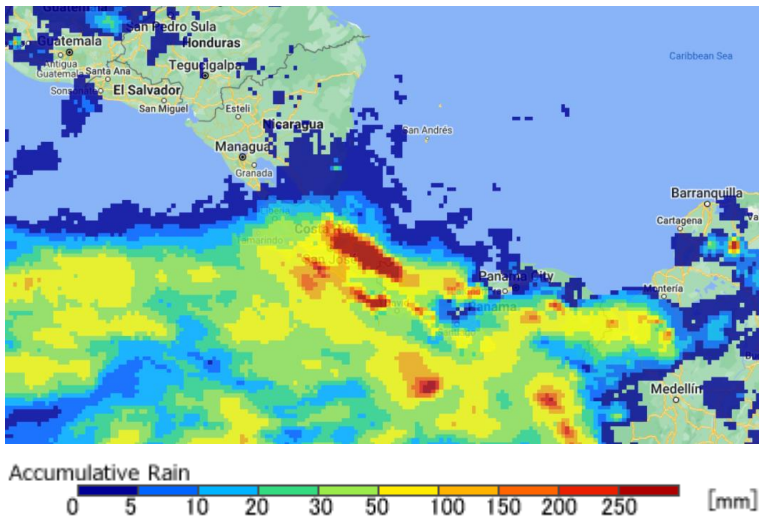 San Pedro Sula
Guatemala
Honduras
Caribbean Sea
Antigua
Guatemala
Santa Ana
Tegucigalpa
El Salvador
San Miguel
Esteli
San Andrés
Nicaragua
Managua
Granada
Barranquilla
Cartagena
Panama City
Panama
Montería
Medellín
Accumulative Rain
0 5 10 20 30 50 100 150 200 250 [mm]